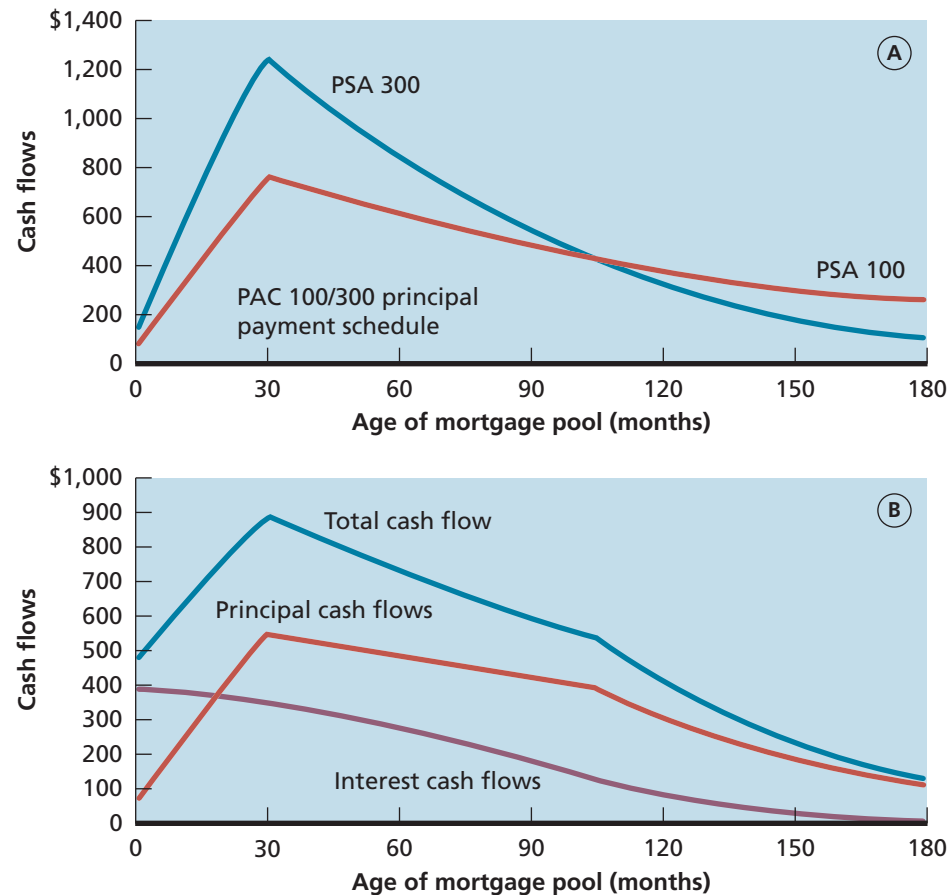 $1,400
1,200
1,000
800
600
400
200
0
Cash flows
A
PSA 300
PSA 100
PAC 100/300 principal
payment schedule
0 30 60 90 120 150 180
Age of mortgage pool (months)
$1,000
900
800
700
600
500
400
300
200
100
0
Cash flows
B
Total cash flow
Principal cash flows
Interest cash flows
0 30 60 90 120 150 180
Age of mortgage pool (months)